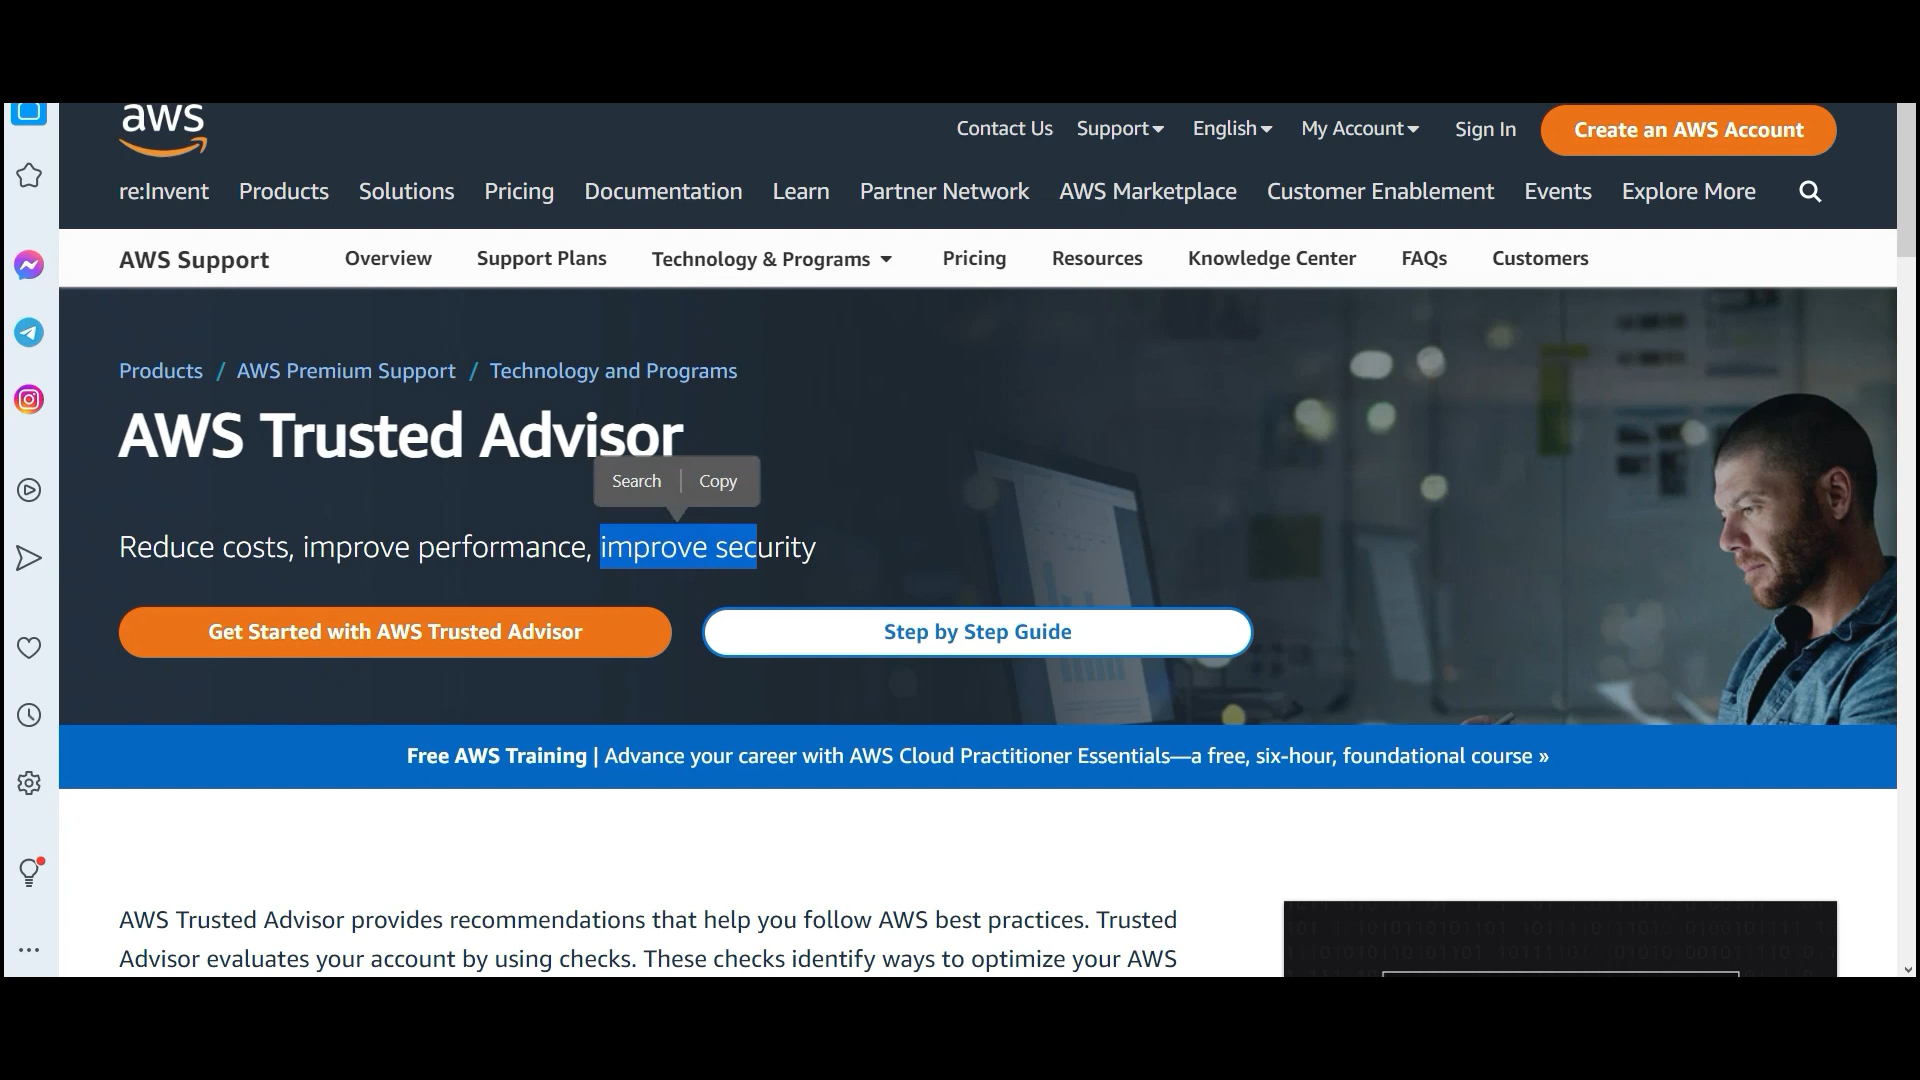 aws
Contact Us Support English My Account Sign In Create an AWS Account
re:Invent Products Solutions Pricing Documentation Learn Partner Network AWS Marketplace Customer Enablement Events Explore More
AWS Support Overview Support Plans Technology & Programs Pricing Resources Knowledge Center FAQs Customers
Products / AWS Premium Support / Technology and Programs
AWS Trusted Advisor
Search Copy
Reduce costs, improve performance, improve security
Get Started with AWS Trusted Advisor Step by Step Guide
Free AWS Training | Advance your career with AWS Cloud Practitioner Essentials—a free, six-hour, foundational course »
AWS Trusted Advisor provides recommendations that help you follow AWS best practices. Trusted
Advisor evaluates your account by using checks. These checks identify ways to optimize your AWS